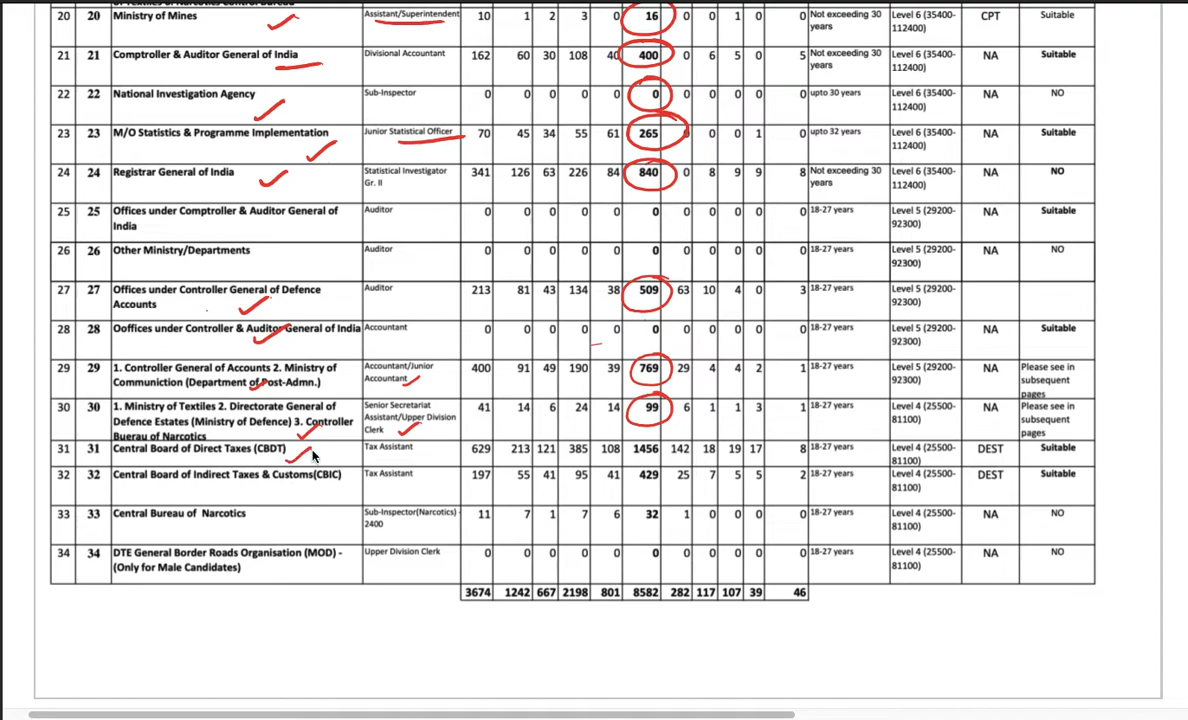 of Textiles 3. Narcotics Control Bureau
20 20 Ministry of Mines Assistant/Superintendent 10 1 2 3 0 16 0 0 1 0 0 Not exceeding 30 years Level 6 (35400-112400) CPT Suitable
21 21 Comptroller & Auditor General of India Divisional Accountant 162 60 30 108 40 400 0 6 5 0 5 Not exceeding 30 years Level 6 (35400-112400) NA Suitable
22 22 National Investigation Agency Sub-Inspector 0 0 0 0 0 0 0 0 0 0 0 upto 30 years Level 6 (35400-112400) NA NO
23 23 M/O Statistics & Programme Implementation Junior Statistical Officer 70 45 34 55 61 265 0 0 1 0 upto 32 years Level 6 (35400-112400) NA Suitable
24 24 Registrar General of India Statistical Investigator Gr. II 341 126 63 226 84 840 0 8 9 9 8 Not exceeding 30 years Level 6 (35400-112400) NA NO
25 25 Offices under Comptroller & Auditor General of India Auditor 0 0 0 0 0 0 0 0 0 0 0 18-27 years Level 5 (29200-92300) NA Suitable
26 26 Other Ministry/Departments Auditor 0 0 0 0 0 0 0 0 0 0 0 18-27 years Level 5 (29200-92300) NA NO
27 27 Offices under Controller General of Defence Accounts Auditor 213 81 43 134 38 509 63 10 4 0 3 18-27 years Level 5 (29200-92300)
28 28 Ooffices under Controller & Auditor General of India Accountant 0 0 0 0 0 0 0 0 0 0 0 18-27 years Level 5 (29200-92300) NA Suitable
29 29 1. Controller General of Accounts 2. Ministry of Communiction (Department of Post-Admn.) Accountant/Junior Accountant 400 91 49 190 39 769 29 4 4 2 1 18-27 years Level 5 (29200-92300) NA Please see in subsequent pages
30 30 1. Ministry of Textiles 2. Directorate General of Defence Estates (Ministry of Defence) 3. Controller Buerau of Narcotics Senior Secretariat Assistant/Upper Division Clerk 41 14 6 24 14 99 6 1 1 3 1 18-27 years Level 4 (25500-81100) NA Please see in subsequent pages
31 31 Central Board of Direct Taxes (CBDT) Tax Assistant 629 213 121 385 108 1456 142 18 19 17 8 18-27 years Level 4 (25500-81100) DEST Suitable
32 32 Central Board of Indirect Taxes & Customs(CBIC) Tax Assistant 197 55 41 95 41 429 25 7 5 5 2 18-27 years Level 4 (25500-81100) DEST Suitable
33 33 Central Bureau of Narcotics Sub-Inspector(Narcotics) - 2400 11 7 1 7 6 32 1 0 0 0 0 18-27 years Level 4 (25500-81100) NA NO
34 34 DTE General Border Roads Organisation (MOD) - (Only for Male Candidates) Upper Division Clerk 0 0 0 0 0 0 0 0 0 0 0 18-27 years Level 4 (25500-81100) NA NO
3674 1242 667 2198 801 8582 282 117 107 39 46